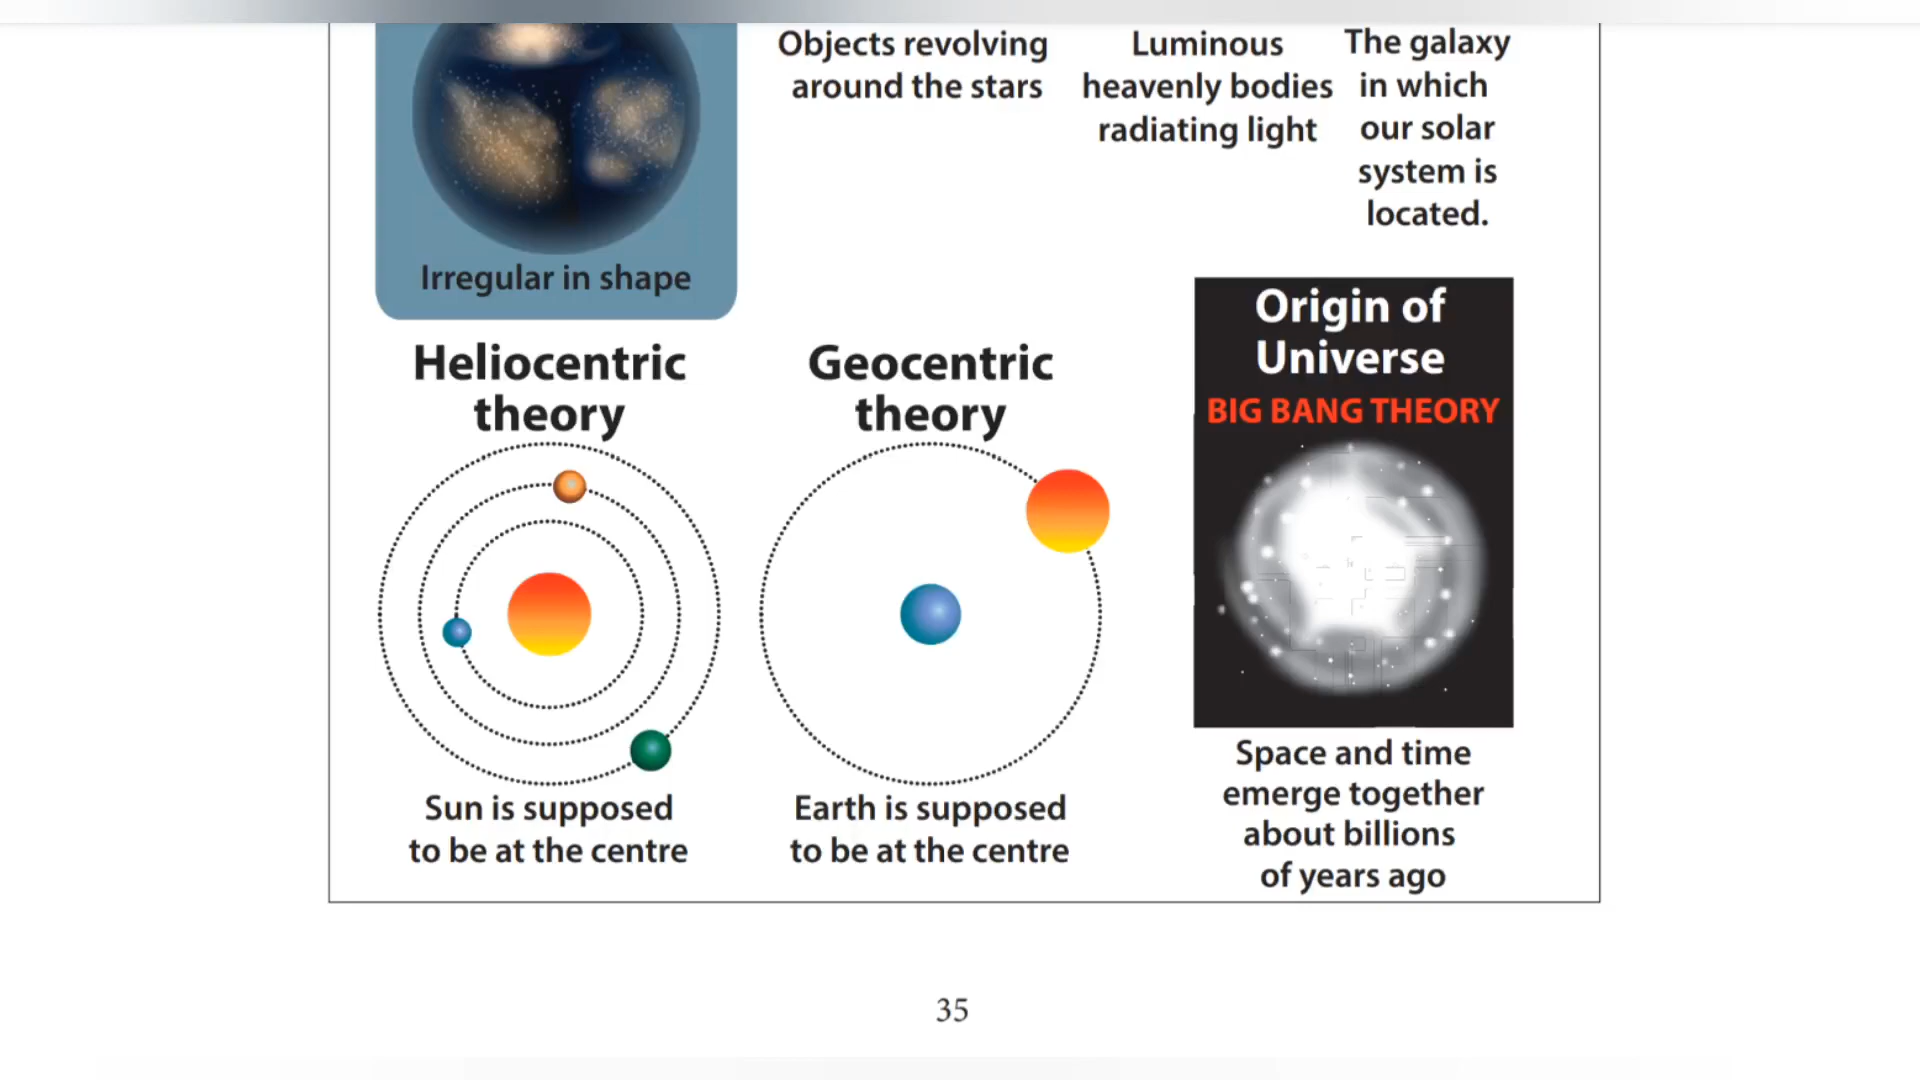 Objects revolving
around the stars
Luminous
heavenly bodies
radiating light
The galaxy
in which
our solar
system is
located.
Irregular in shape
Heliocentric
theory
Sun is supposed
to be at the centre
Geocentric
theory
Earth is supposed
to be at the centre
Origin of
Universe
BIG BANG THEORY
Space and time
emerge together
about billions
of years ago
35